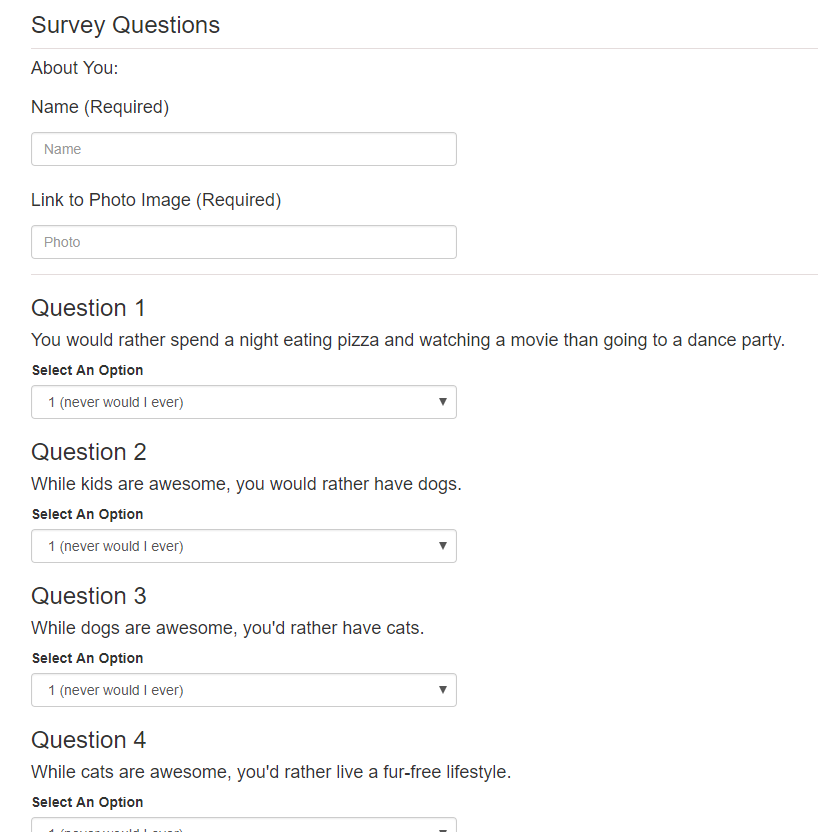 Survey Questions
About You:
Name (Required)
Name
Link to Photo Image (Required)
Photo
Question 1
You would rather spend a night eating pizza and watching a movie than going to a dance party.
Select An Option
1 (never would I ever)
Question 2
While kids are awesome, you would rather have dogs.
Select An Option
1 (never would I ever)
Question 3
While dogs are awesome, you'd rather have cats.
Select An Option
1 (never would I ever)
Question 4
While cats are awesome, you'd rather live a fur-free lifestyle.
Select An Option
1 (never would I ever)